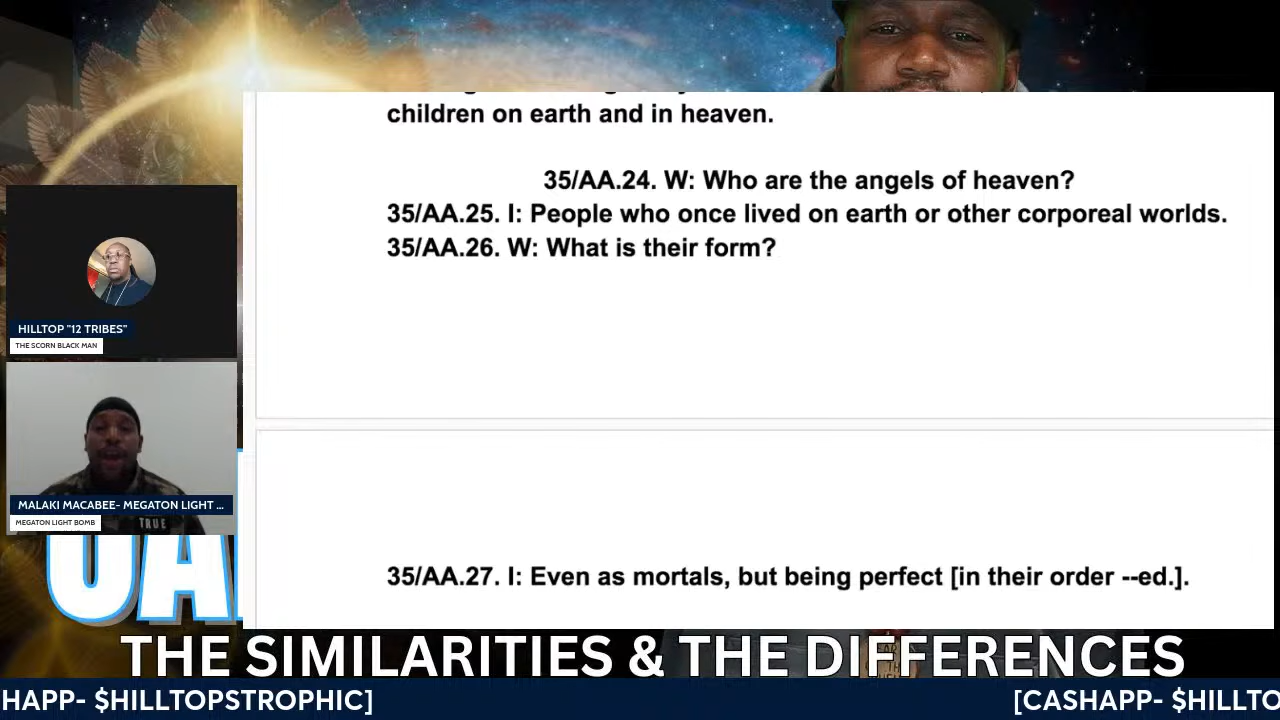 children on earth and in heaven.
35/AA.24. W: Who are the angels of heaven?
35/AA.25. I: People who once lived on earth or other corporeal worlds.
35/AA.26. W: What is their form?
35/AA.27. I: Even as mortals, but being perfect [in their order --ed.].
HILLTOP "12 TRIBES"
THE SCORN BLACK MAN
MALAKI MACABEE- MEGATON LIGHT ...
MEGATON LIGHT BOMB
TRUE
THE SIMILARITIES & THE DIFFERENCES
HAPP- $HILLTOPSTROPHIC]
[CASHAPP- $HILLTO